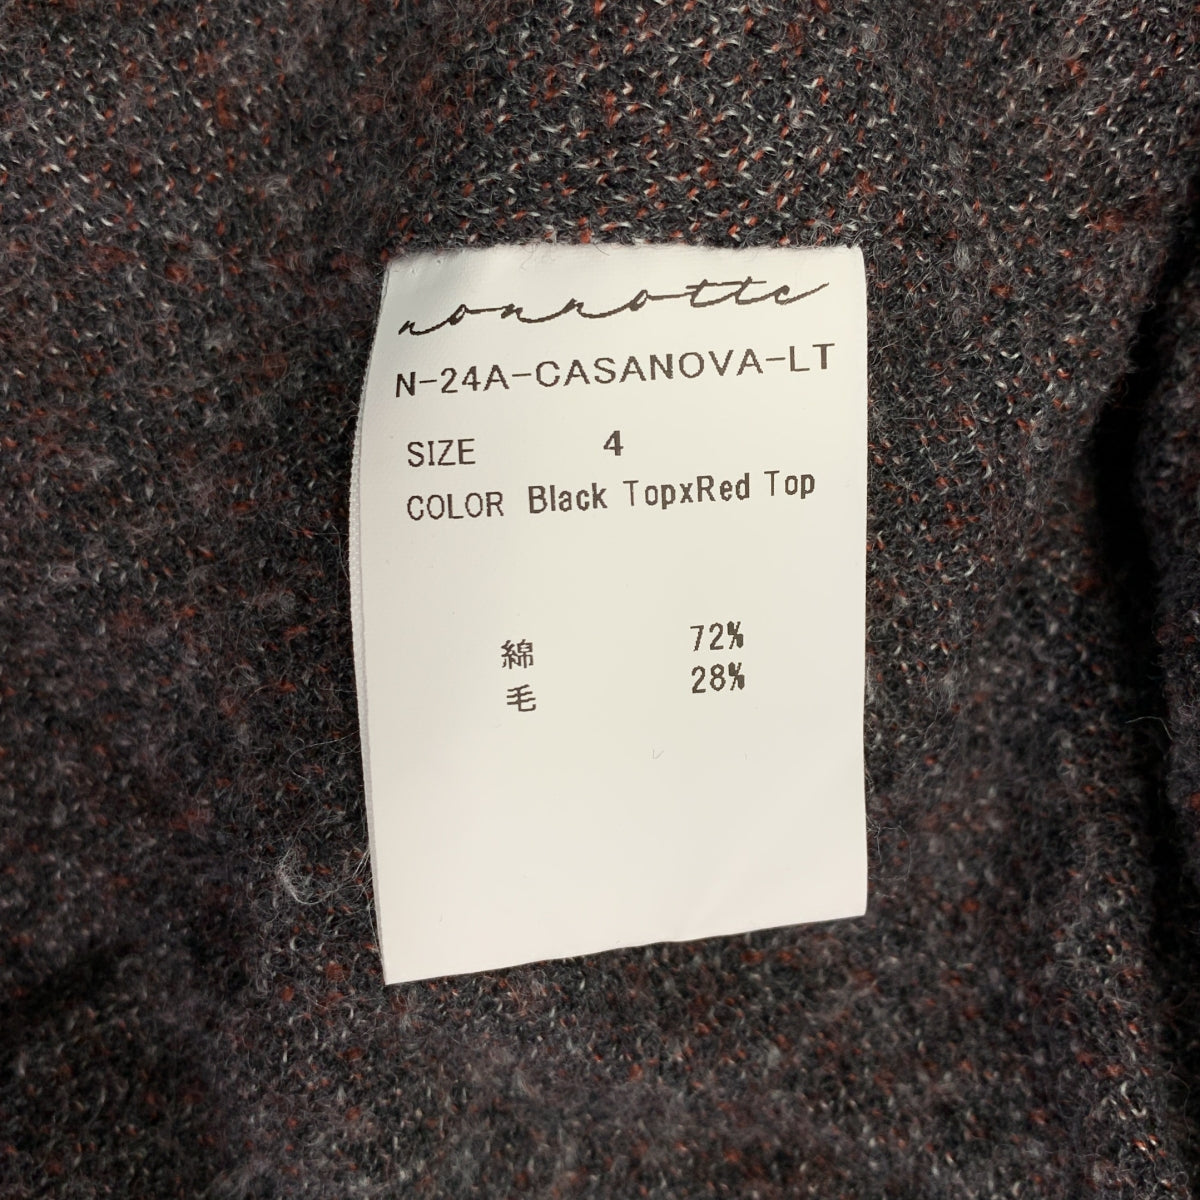 nonnotte
N-24A-CASANOVA-LT
SIZE 4
COLOR Black TopxRed Top
綿 72%
毛 28%